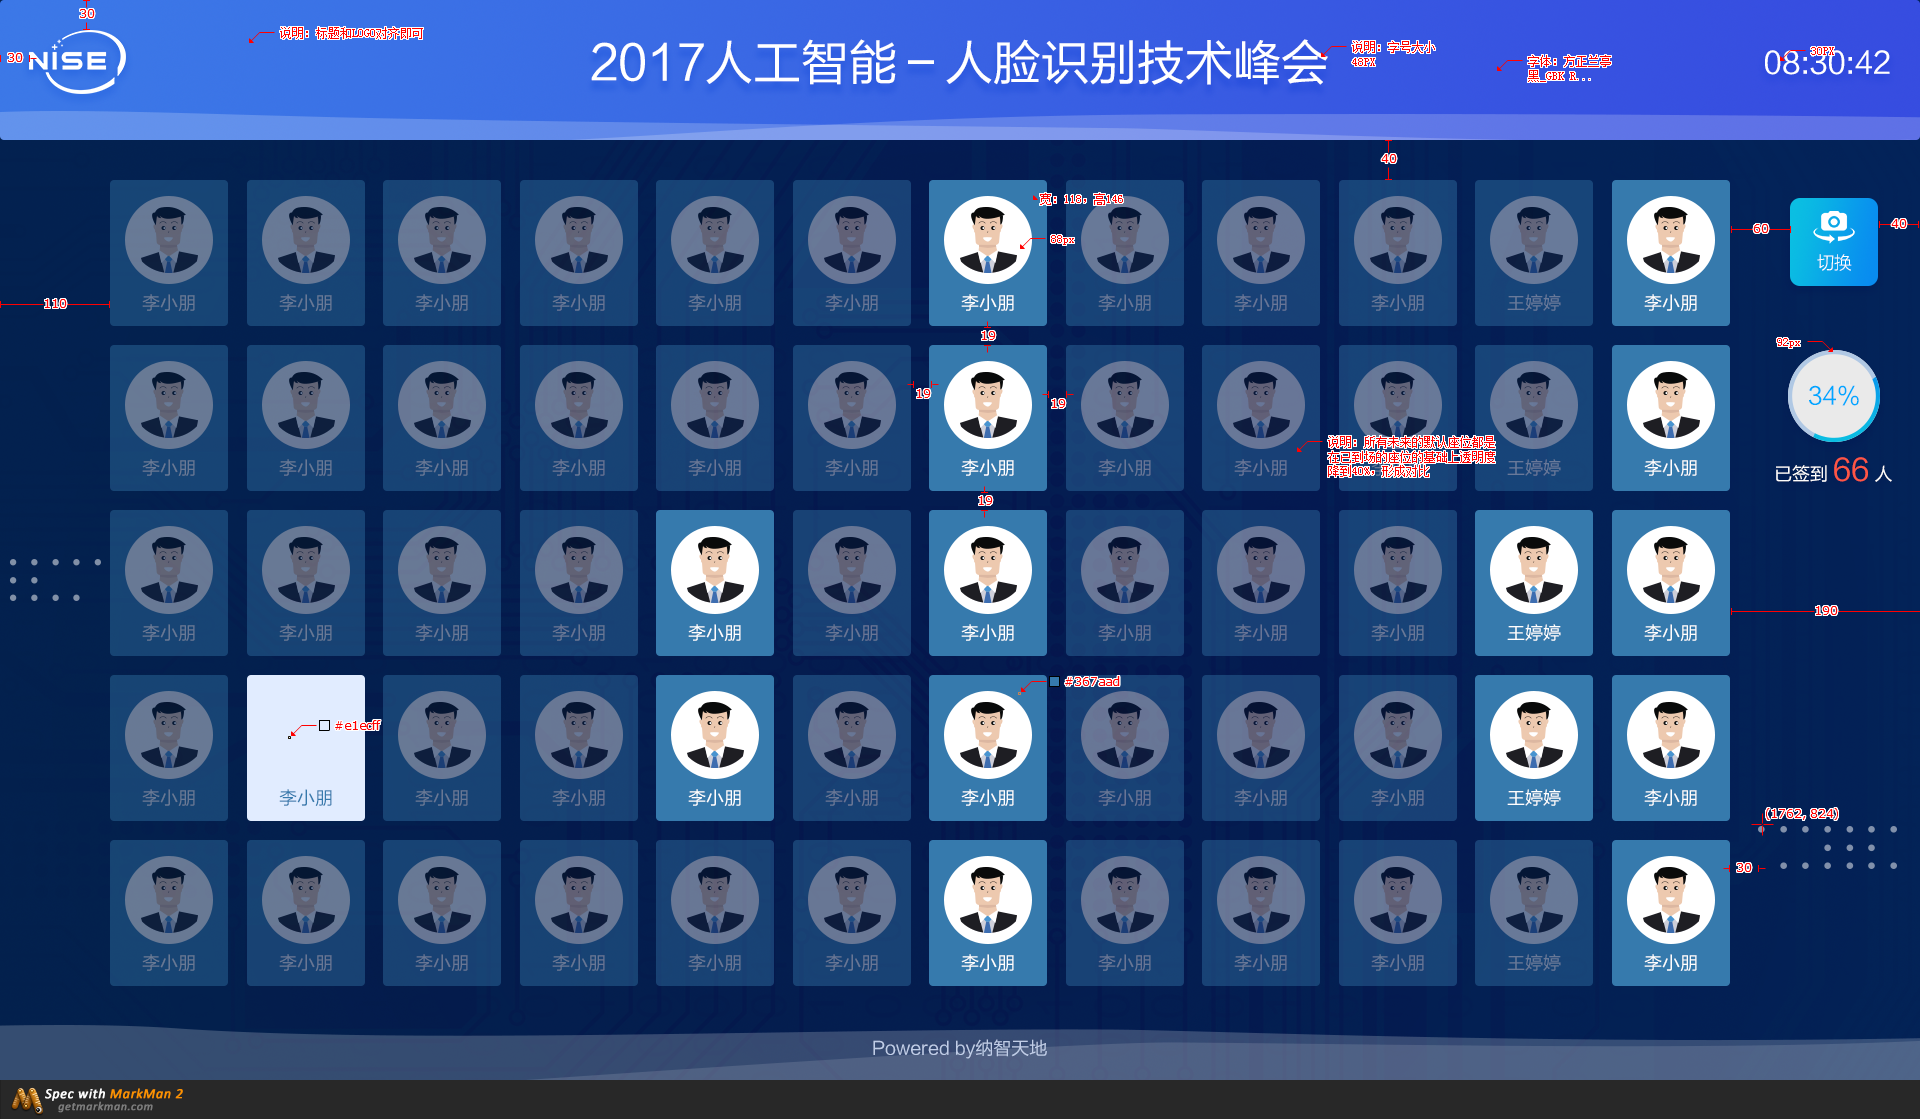 30
说明：标题和LOGO对齐即可
30
NISE
2017人工智能－人脸识别技术峰会
说明：字号大小
48PX
字体：方正兰亭
黑_GBK R...
30PX
08:30:42
40
宽：118，高146
88px
60
40
切换
110
李小朋 李小朋 李小朋 李小朋 李小朋 李小朋 李小朋 李小朋 李小朋 李小朋 王婷婷 李小朋
19
92px
19
19
34%
说明：所有未来的默认座位都是
在已到场的座位的基础上透明度
降到40%，形成对比
李小朋 李小朋 李小朋 李小朋 李小朋 李小朋 李小朋 李小朋 李小朋 王婷婷 李小朋
已签到 66 人
19
190
李小朋 李小朋 李小朋 李小朋 李小朋 李小朋 李小朋 李小朋 李小朋 李小朋 王婷婷 李小朋
#367aad
#e1ecff
李小朋 李小朋 李小朋 李小朋 李小朋 李小朋 李小朋 李小朋 李小朋 李小朋 王婷婷 李小朋
(1762, 824)
30
李小朋 李小朋 李小朋 李小朋 李小朋 李小朋 李小朋 李小朋 李小朋 李小朋 王婷婷 李小朋
Powered by纳智天地
Spec with MarkMan 2
getmarkman.com